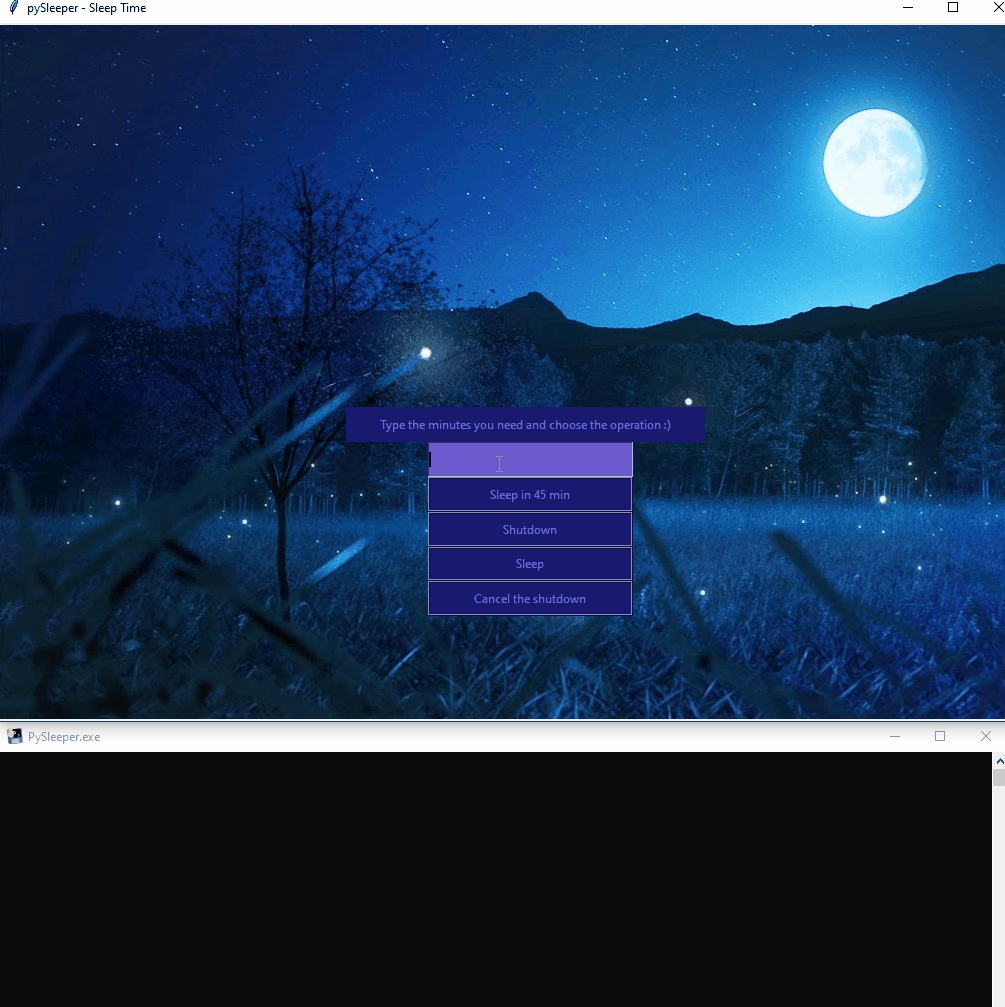 pySleeper - Sleep Time
Type the minutes you need and choose the operation :)
Sleep in 45 min
Shutdown
Sleep
Cancel the shutdown
PySleeper.exe